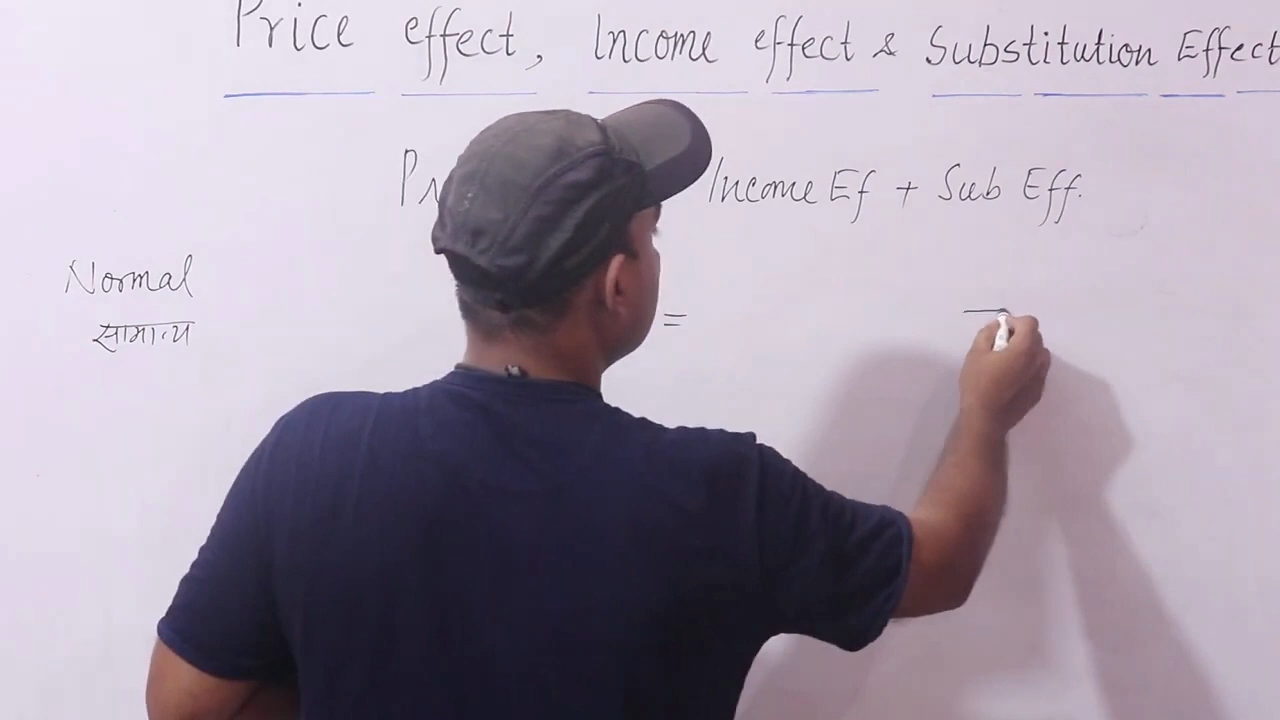 Price effect, Income effect & Substitution Effect
Income Ef + Sub Eff.
Normal
सामान्य
=